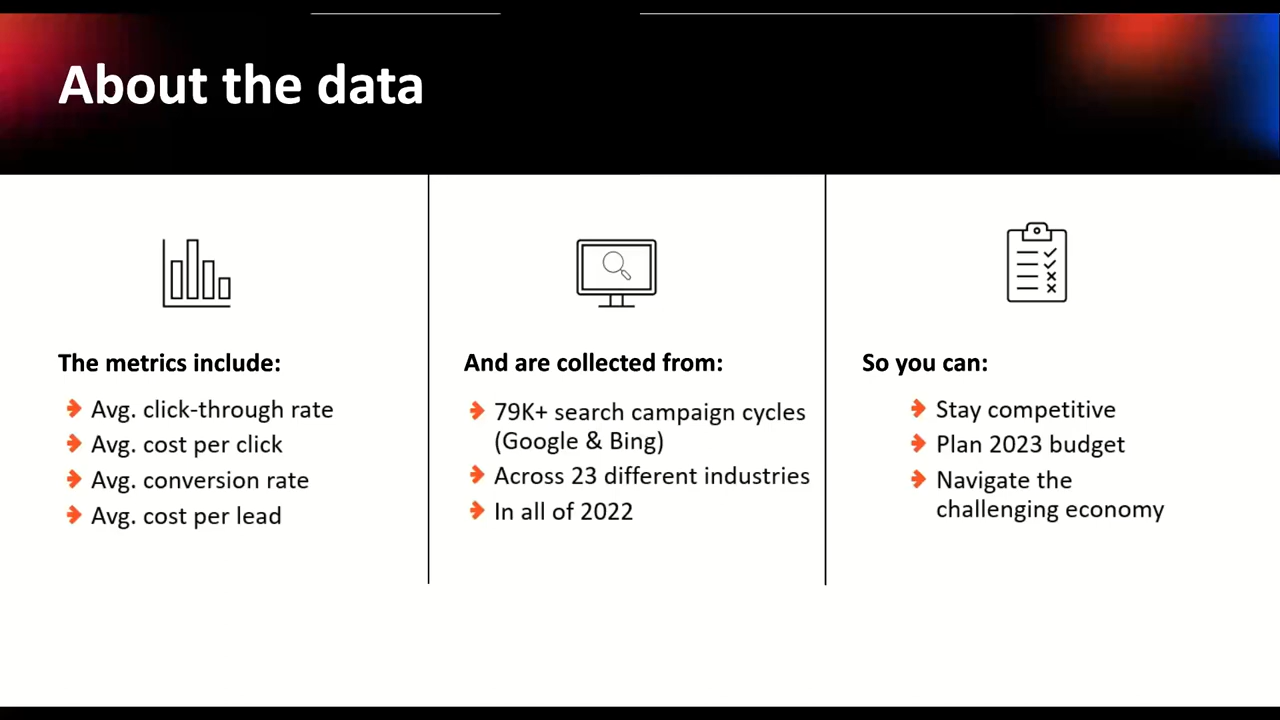 About the data
The metrics include:
Avg. click-through rate
Avg. cost per click
Avg. conversion rate
Avg. cost per lead
And are collected from:
79K+ search campaign cycles
(Google & Bing)
Across 23 different industries
In all of 2022
So you can:
Stay competitive
Plan 2023 budget
Navigate the
challenging economy